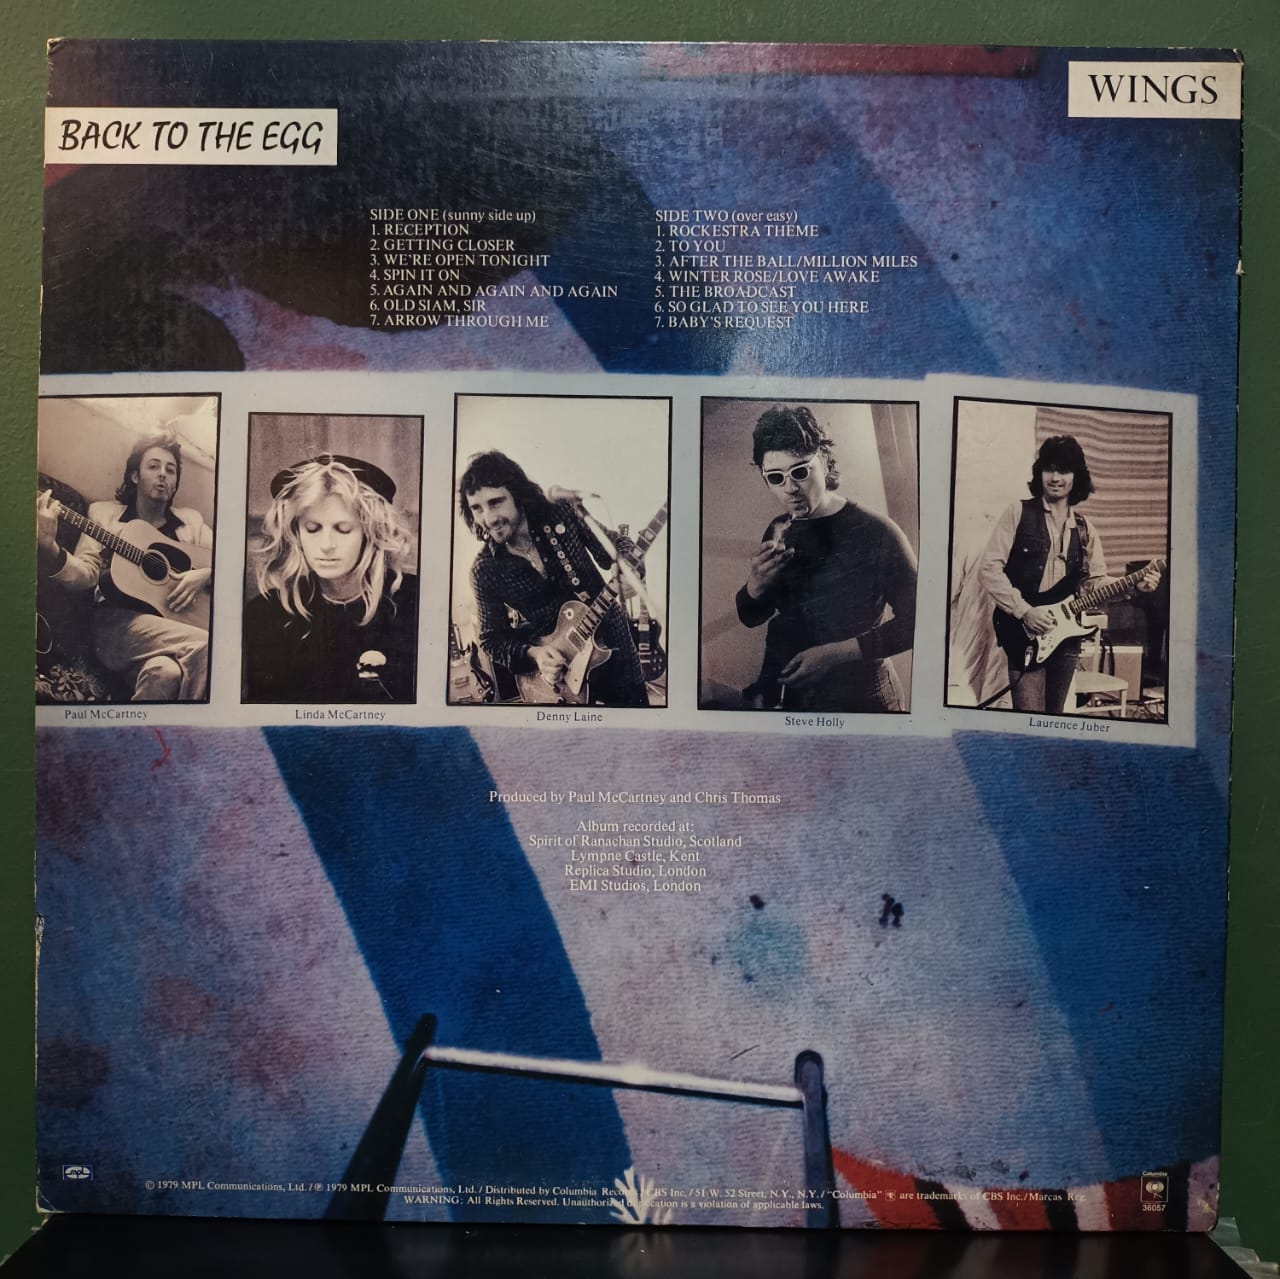 WINGS
BACK TO THE EGG
SIDE ONE (sunny side up)
1. RECEPTION
2. GETTING CLOSER
3. WE'RE OPEN TONIGHT
4. SPIN IT ON
5. AGAIN AND AGAIN AND AGAIN
6. OLD SIAM, SIR
7. ARROW THROUGH ME
SIDE TWO (over easy)
1. ROCKESTRA THEME
2. TO YOU
3. AFTER THE BALL/MILLION MILES
4. WINTER ROSE/LOVE AWAKE
5. THE BROADCAST
6. SO GLAD TO SEE YOU HERE
7. BABY'S REQUEST
Paul McCartney
Linda McCartney
Denny Laine
Steve Holly
Laurence Juber
Produced by Paul McCartney and Chris Thomas
Album recorded at:
Spirit of Ranachan Studio, Scotland
Lympne Castle, Kent
Replica Studio, London
EMI Studios, London
mpl
© 1979 MPL Communications, Ltd. / ℗ 1979 MPL Communications, Ltd. / Distributed by Columbia Records/CBS Inc. / 51 W. 52 Street, N.Y., N.Y. / "Columbia" are trademarks of CBS Inc./Marcas Reg.
WARNING: All Rights Reserved. Unauthorized duplication is a violation of applicable laws.
Columbia
36057